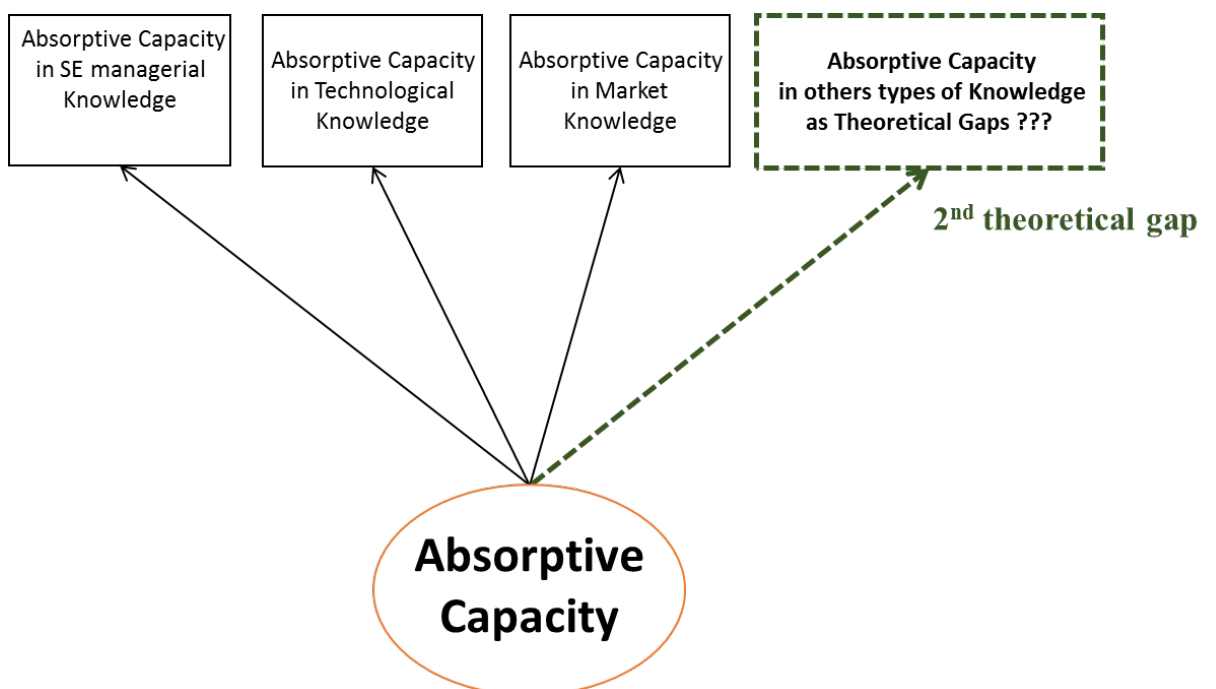 Absorptive Capacity
in SE managerial
Knowledge
Absorptive Capacity
in Technological
Knowledge
Absorptive Capacity
in Market
Knowledge
Absorptive Capacity
in others types of Knowledge
as Theoretical Gaps ???
2nd theoretical gap
Absorptive
Capacity